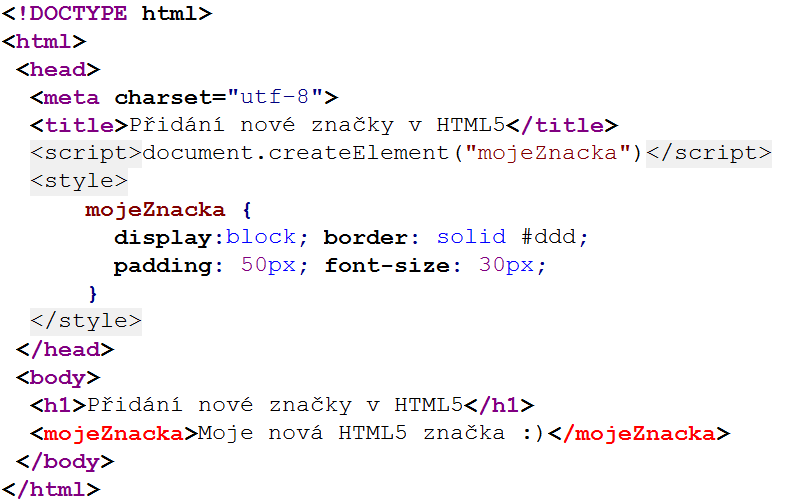 <!DOCTYPE html>
<html>
<head>
<meta charset="utf-8">
<title>Přidání nové značky v HTML5</title>
<script>document.createElement("mojeZnacka")</script>
<style>
mojeZnacka {
display:block; border: solid #ddd;
padding: 50px; font-size: 30px;
}
</style>
</head>
<body>
<h1>Přidání nové značky v HTML5</h1>
<mojeZnacka>Moje nová HTML5 značka :)</mojeZnacka>
</body>
</html>